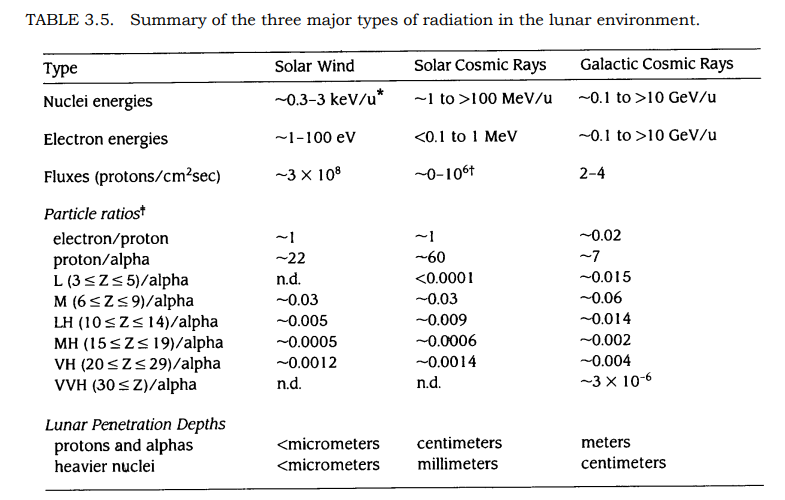 TABLE 3.5. Summary of the three major types of radiation in the lunar environment.
Type Solar Wind Solar Cosmic Rays Galactic Cosmic Rays
Nuclei energies ~0.3–3 keV/u* ~1 to >100 MeV/u ~0.1 to >10 GeV/u
Electron energies ~1–100 eV <0.1 to 1 MeV ~0.1 to >10 GeV/u
Fluxes (protons/cm²sec) ~3 × 10⁸ ~0–10⁶† 2–4
Particle ratios‡
electron/proton ~1 ~1 ~0.02
proton/alpha ~22 ~60 ~7
L (3 ≤ Z ≤ 5)/alpha n.d. <0.0001 ~0.015
M (6 ≤ Z ≤ 9)/alpha ~0.03 ~0.03 ~0.06
LH (10 ≤ Z ≤ 14)/alpha ~0.005 ~0.009 ~0.014
MH (15 ≤ Z ≤ 19)/alpha ~0.0005 ~0.0006 ~0.002
VH (20 ≤ Z ≤ 29)/alpha ~0.0012 ~0.0014 ~0.004
VVH (30 ≤ Z)/alpha n.d. n.d. ~3 × 10⁻⁶
Lunar Penetration Depths
protons and alphas <micrometers centimeters meters
heavier nuclei <micrometers millimeters centimeters